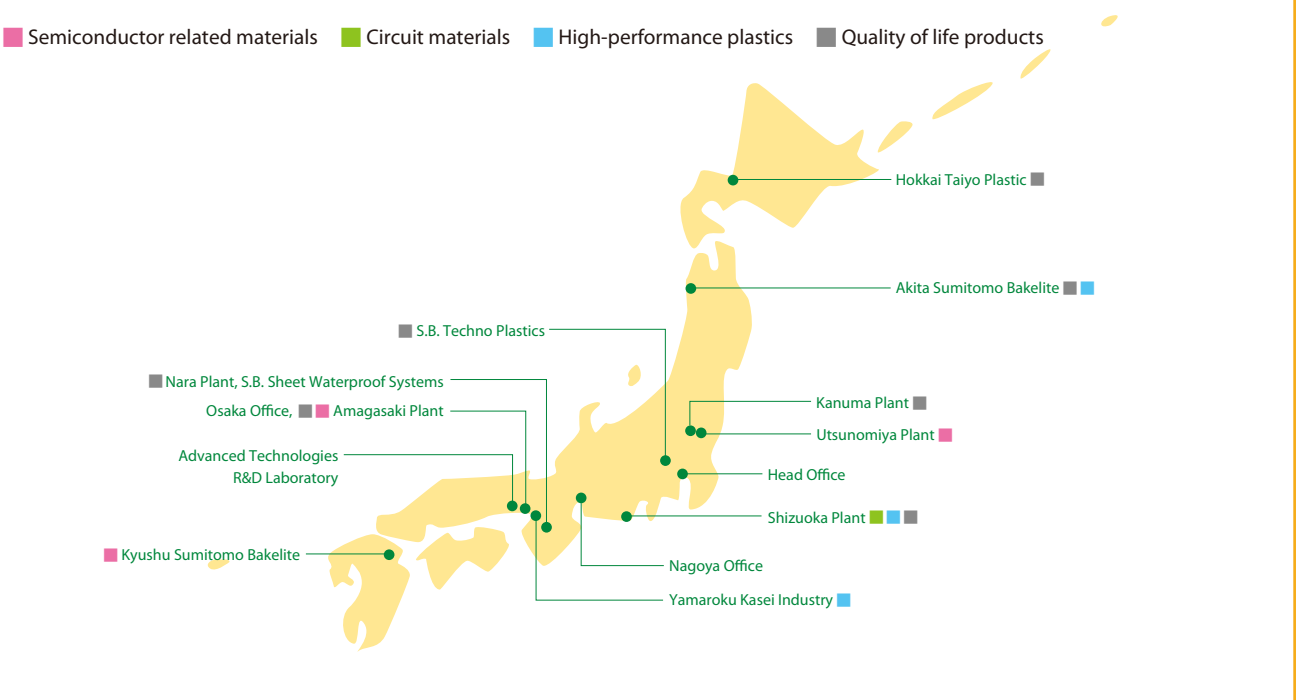 Semiconductor related materials
Circuit materials
High-performance plastics
Quality of life products
Hokkai Taiyo Plastic
Akita Sumitomo Bakelite
S.B. Techno Plastics
Nara Plant, S.B. Sheet Waterproof Systems
Osaka Office, Amagasaki Plant
Kanuma Plant
Utsunomiya Plant
Advanced Technologies
R&D Laboratory
Head Office
Shizuoka Plant
Kyushu Sumitomo Bakelite
Nagoya Office
Yamaroku Kasei Industry